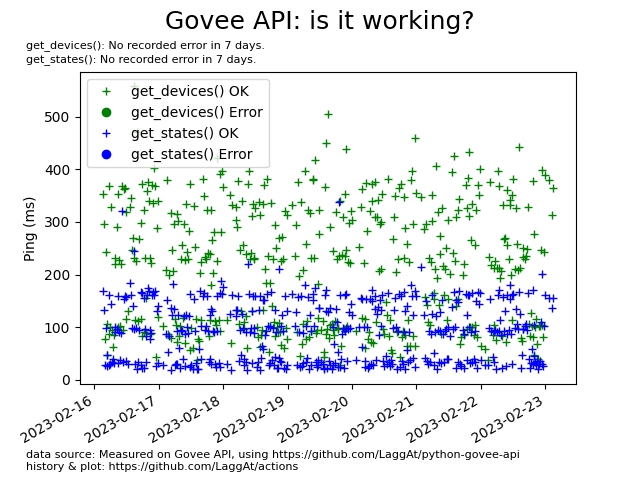 Govee API: is it working?
get_devices(): No recorded error in 7 days.
get_states(): No recorded error in 7 days.
get_devices() OK
get_devices() Error
get_states() OK
get_states() Error
Ping (ms)
500
400
300
200
100
0
2023-02-16
2023-02-17
2023-02-18
2023-02-19
2023-02-20
2023-02-21
2023-02-22
2023-02-23
data source: Measured on Govee API, using https://github.com/LaggAt/python-govee-api
history & plot: https://github.com/LaggAt/actions